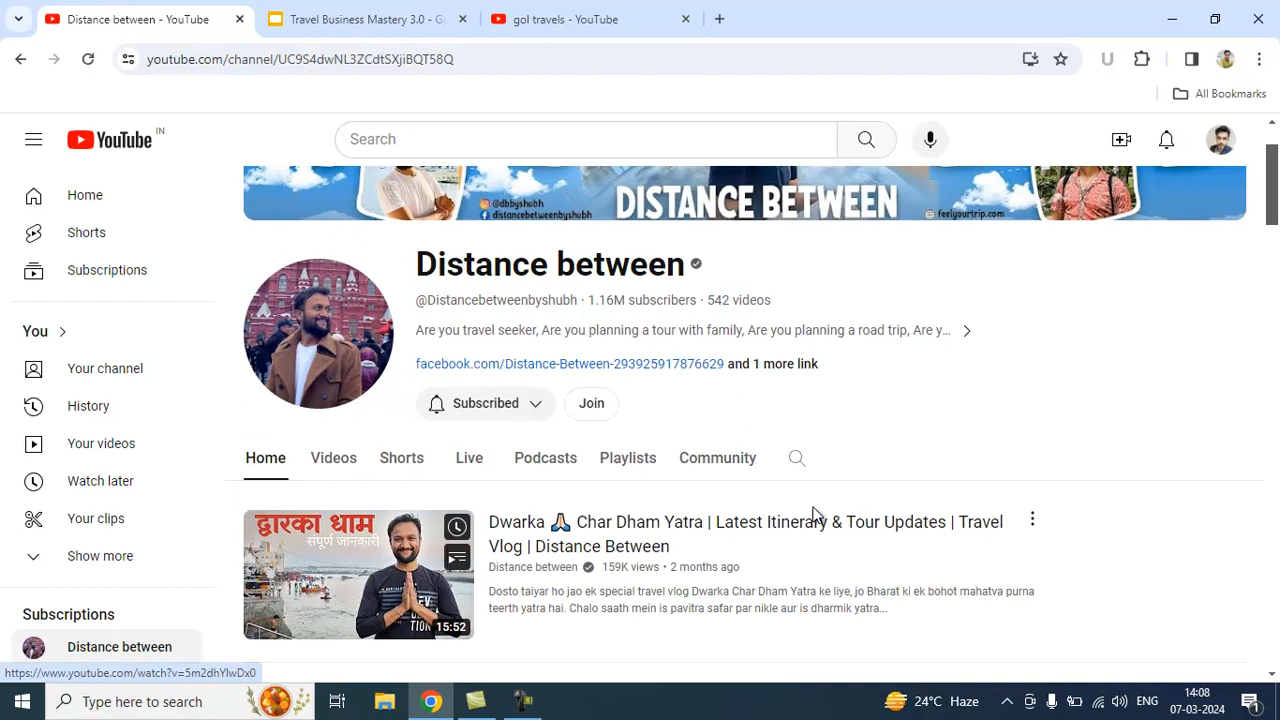 Distance between - YouTube
Travel Business Mastery 3.0 - G
gol travels - YouTube
youtube.com/channel/UC9S4dwNL3ZCdtSXjiBQT58Q
All Bookmarks
YouTube IN
Search
Home
Shorts
Subscriptions
You
Your channel
History
Your videos
Watch later
Your clips
Show more
Subscriptions
Distance between
@dbbyshubh
distancebetweenbyshubh
DISTANCE BETWEEN
feelyourtrip.com
Distance between
@Distancebetweenbyshubh · 1.16M subscribers · 542 videos
Are you travel seeker, Are you planning a tour with family, Are you planning a road trip, Are y...
facebook.com/Distance-Between-293925917876629 and 1 more link
Subscribed
Join
Home Videos Shorts Live Podcasts Playlists Community
द्वारका धाम
संपूर्ण जानकारी
15:52
Dwarka 🙏 Char Dham Yatra | Latest Itinerary & Tour Updates | Travel
Vlog | Distance Between
Distance between 159K views • 2 months ago
Dosto taiyar ho jao ek special travel vlog Dwarka Char Dham Yatra ke liye, jo Bharat ki ek bohot mahatva purna
teerth yatra hai. Chalo saath mein is pavitra safar par nikle aur is dharmik yatra...
https://www.youtube.com/watch?v=5m2dhYlwDx0
Type here to search
24°C Haze
ENG
14:08
07-03-2024
1